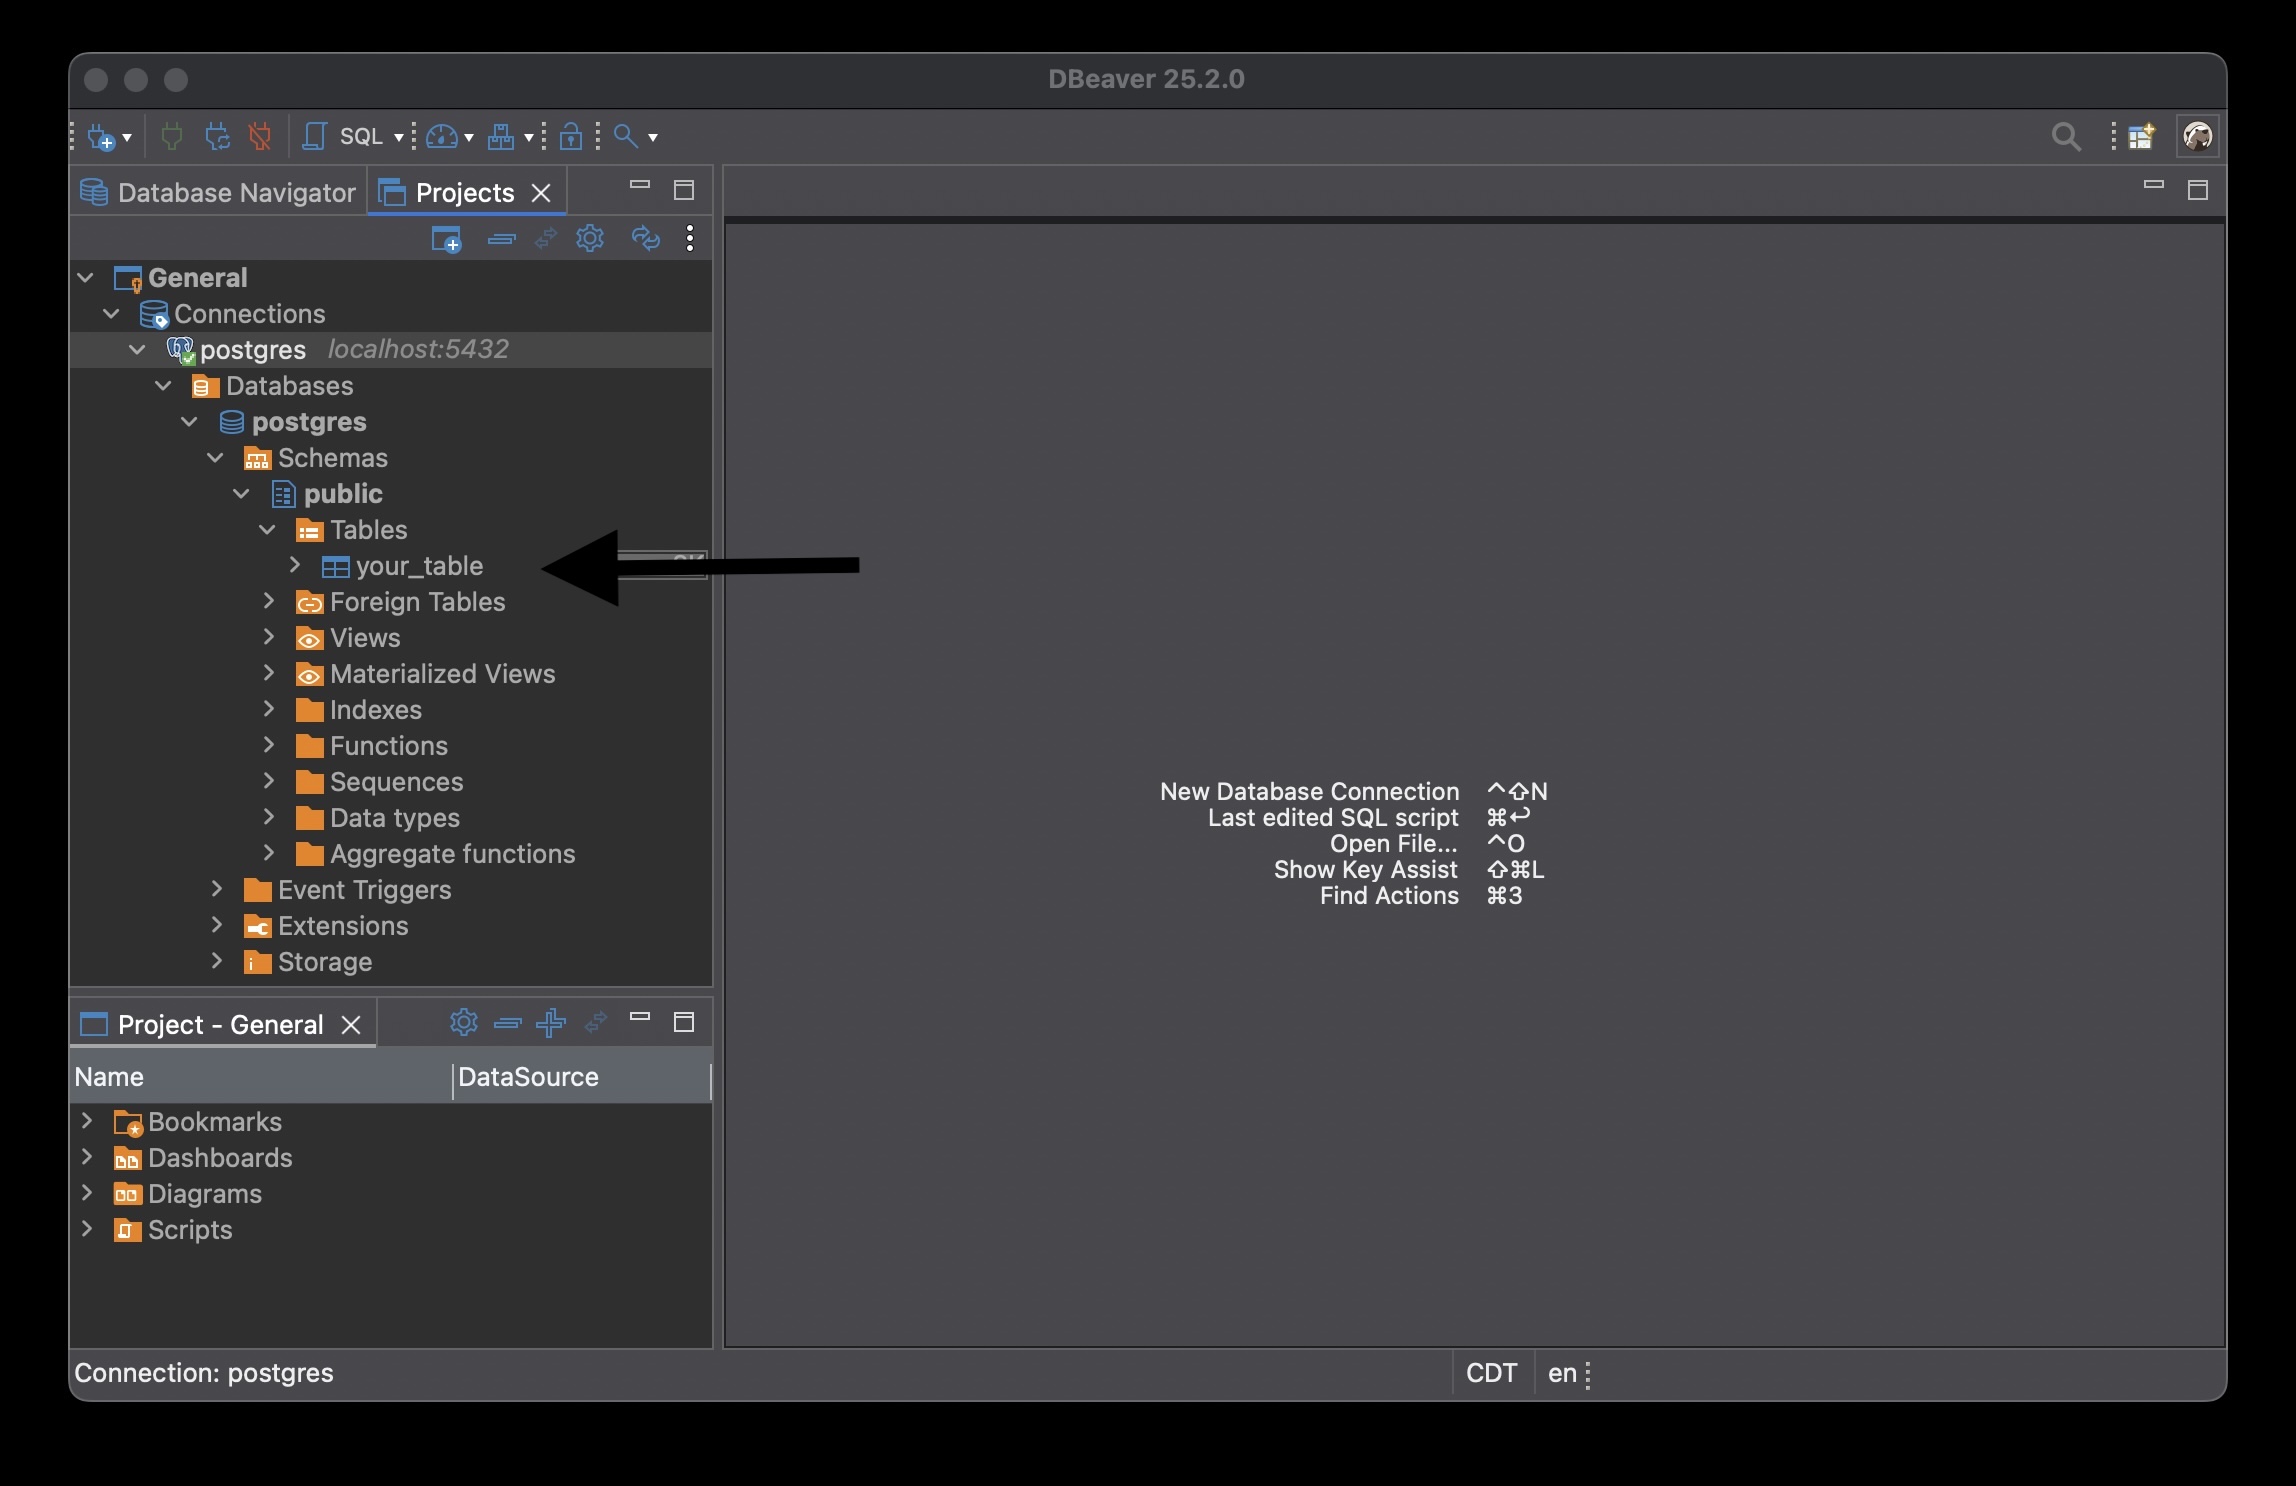 DBeaver 25.2.0
SQL
Database Navigator
Projects
General
Connections
postgres localhost:5432
Databases
postgres
Schemas
public
Tables
your_table
Foreign Tables
Views
Materialized Views
Indexes
Functions
Sequences
Data types
Aggregate functions
Event Triggers
Extensions
Storage
New Database Connection ^⇧N
Last edited SQL script ⌘↩
Open File... ^O
Show Key Assist ⇧⌘L
Find Actions ⌘3
Project - General
Name DataSource
Bookmarks
Dashboards
Diagrams
Scripts
Connection: postgres
CDT en